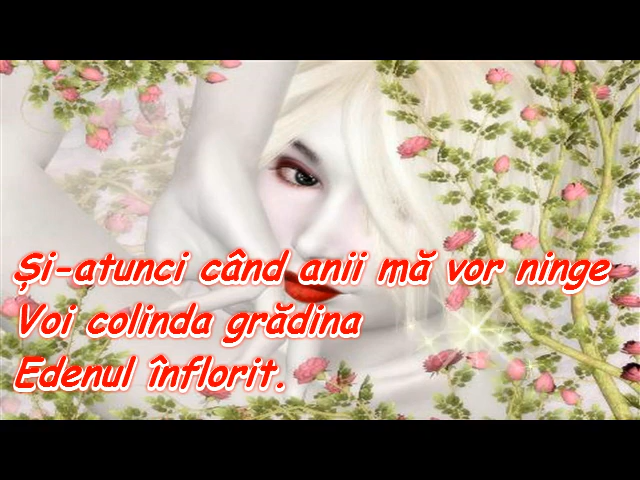 Și-atunci când anii mă vor ninge
Voi colinda grădina
Edenul înflorit.